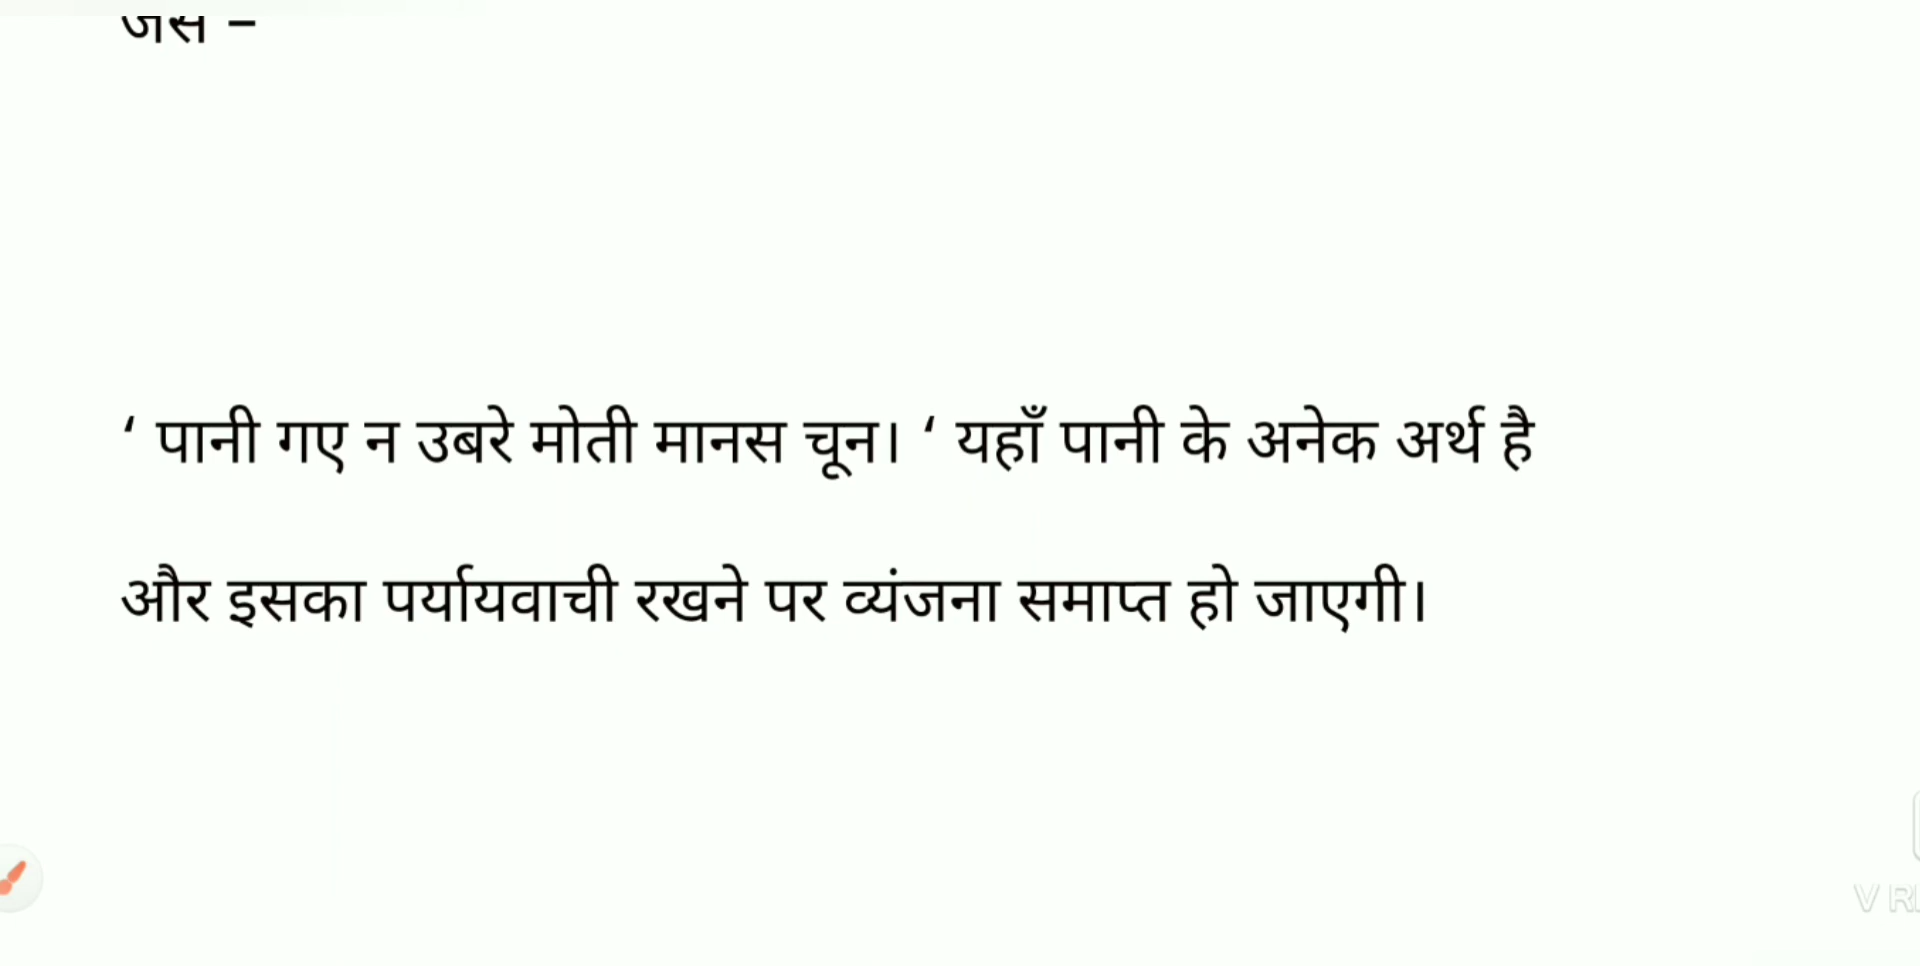 जैसे –
‘ पानी गए न उबरे मोती मानस चून। ‘ यहाँ पानी के अनेक अर्थ है
और इसका पर्यायवाची रखने पर व्यंजना समाप्त हो जाएगी।